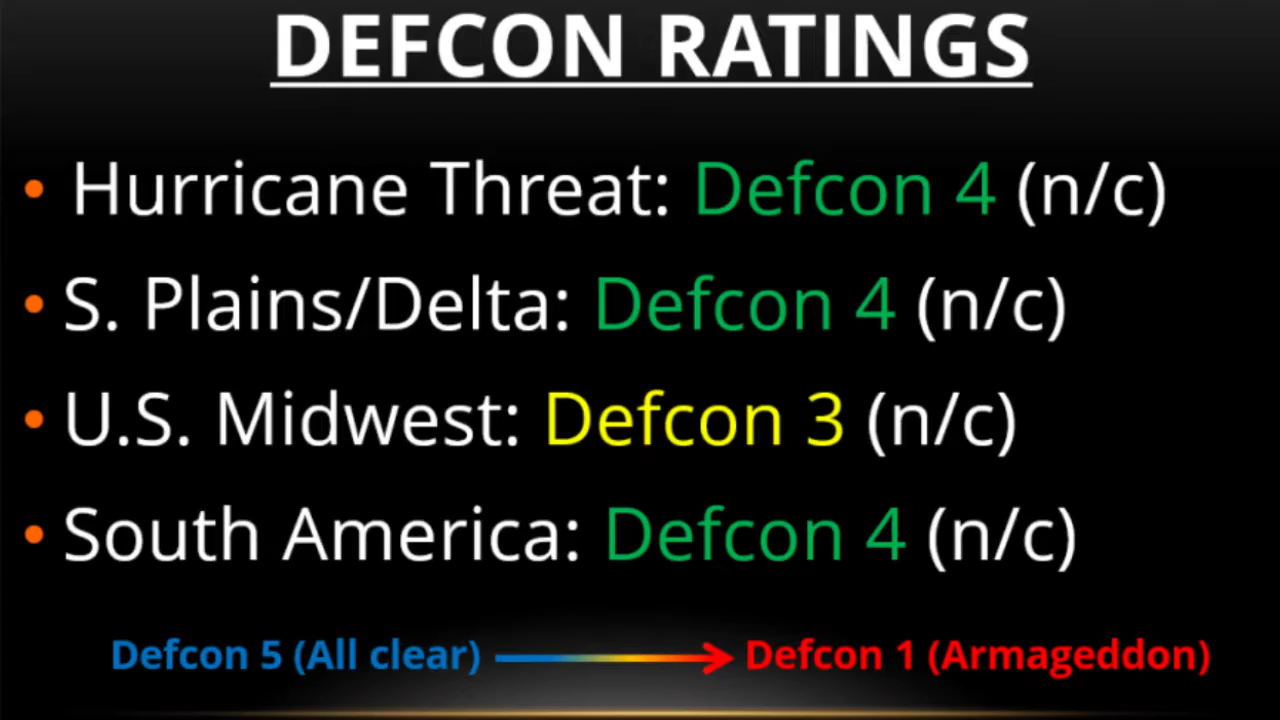 DEFCON RATINGS
• Hurricane Threat: Defcon 4 (n/c)
• S. Plains/Delta: Defcon 4 (n/c)
• U.S. Midwest: Defcon 3 (n/c)
• South America: Defcon 4 (n/c)
Defcon 5 (All clear) Defcon 1 (Armageddon)